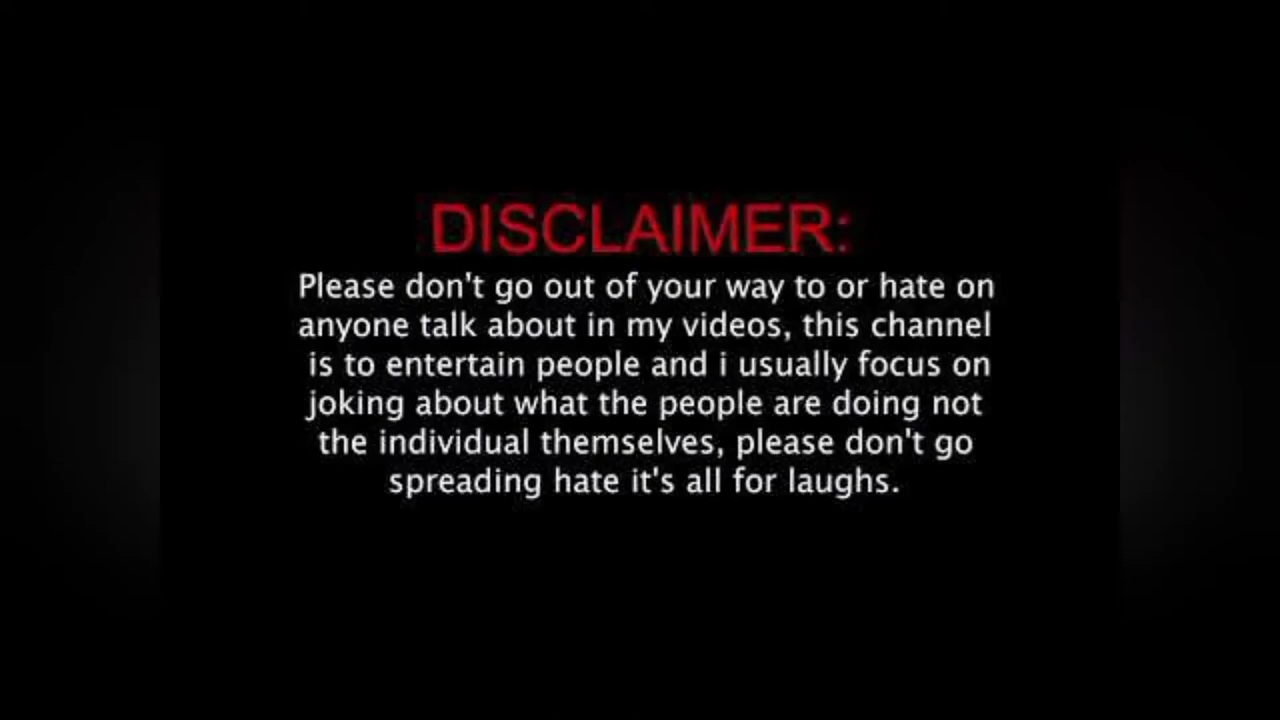 DISCLAIMER:
Please don't go out of your way to or hate on
anyone talk about in my videos, this channel
is to entertain people and i usually focus on
joking about what the people are doing not
the individual themselves, please don't go
spreading hate it's all for laughs.